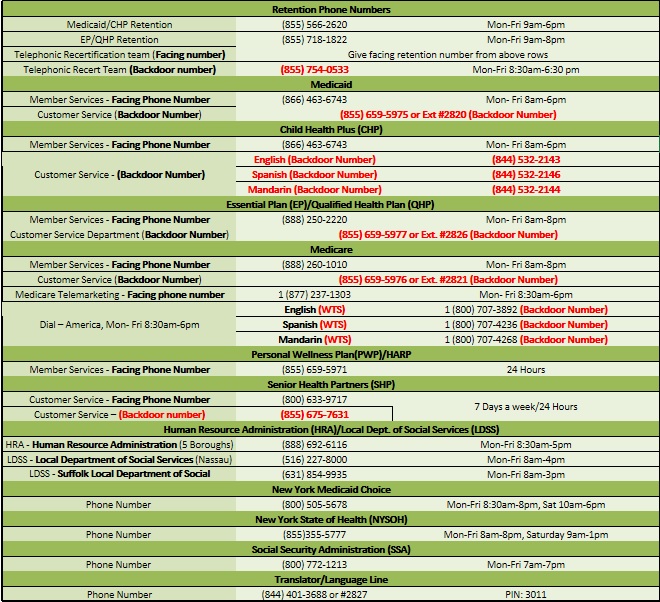 Retention Phone Numbers
Medicaid/CHP Retention (855) 566-2620 Mon-Fri 9am-6pm
EP/QHP Retention (855) 718-1822 Mon-Fri 9am-8pm
Telephonic Recertification team (Facing number) Give facing retention number from above rows
Telephonic Recert Team (Backdoor number) (855) 754-0533 Mon-Fri 8:30am-6:30 pm
Medicaid
Member Services - Facing Phone Number (866) 463-6743 Mon- Fri 8am-6pm
Customer Service (Backdoor Number) (855) 659-5975 or Ext #2820 (Backdoor Number)
Child Health Plus (CHP)
Member Services - Facing Phone Number (866) 463-6743 Mon- Fri 8am-6pm
Customer Service - (Backdoor Number) English (Backdoor Number) (844) 532-2143
Spanish (Backdoor Number) (844) 532-2146
Mandarin (Backdoor Number) (844) 532-2144
Essential Plan (EP)/Qualified Health Plan (QHP)
Member Services - Facing Phone Number (888) 250-2220 Mon- Fri 8am-8pm
Customer Service Department (Backdoor Number) (855) 659-5977 or Ext. #2826 (Backdoor Number)
Medicare
Member Services - Facing Phone Number (888) 260-1010 Mon- Fri 8am-8pm
Customer Service (Backdoor Number) (855) 659-5976 or Ext. #2821 (Backdoor Number)
Medicare Telemarketing - Facing phone number 1 (877) 237-1303 Mon- Fri 8:30am-6pm
Dial – America, Mon- Fri 8:30am-6pm English (WTS) 1 (800) 707-3892 (Backdoor Number)
Spanish (WTS) 1 (800) 707-4236 (Backdoor Number)
Mandarin (WTS) 1 (800) 707-4268 (Backdoor Number)
Personal Wellness Plan(PWP)/HARP
Member Services - Facing Phone Number (855) 659-5971 24 Hours
Senior Health Partners (SHP)
Customer Service - Facing Phone Number (800) 633-9717 7 Days a week/24 Hours
Customer Service – (Backdoor number) (855) 675-7631
Human Resource Administration (HRA)/Local Dept. of Social Services (LDSS)
HRA - Human Resource Administration (5 Boroughs) (888) 692-6116 Mon-Fri 8:30am-5pm
LDSS - Local Department of Social Services (Nassau) (516) 227-8000 Mon-Fri 8am-4pm
LDSS - Suffolk Local Department of Social (631) 854-9935 Mon-Fri 8am-3pm
New York Medicaid Choice
Phone Number (800) 505-5678 Mon-Fri 8:30am-8pm, Sat 10am-6pm
New York State of Health (NYSOH)
Phone Number (855)355-5777 Mon-Fri 8am-8pm, Saturday 9am-1pm
Social Security Administration (SSA)
Phone Number (800) 772-1213 Mon-Fri 7am-7pm
Translator/Language Line
Phone Number (844) 401-3688 or #2827 PIN: 3011